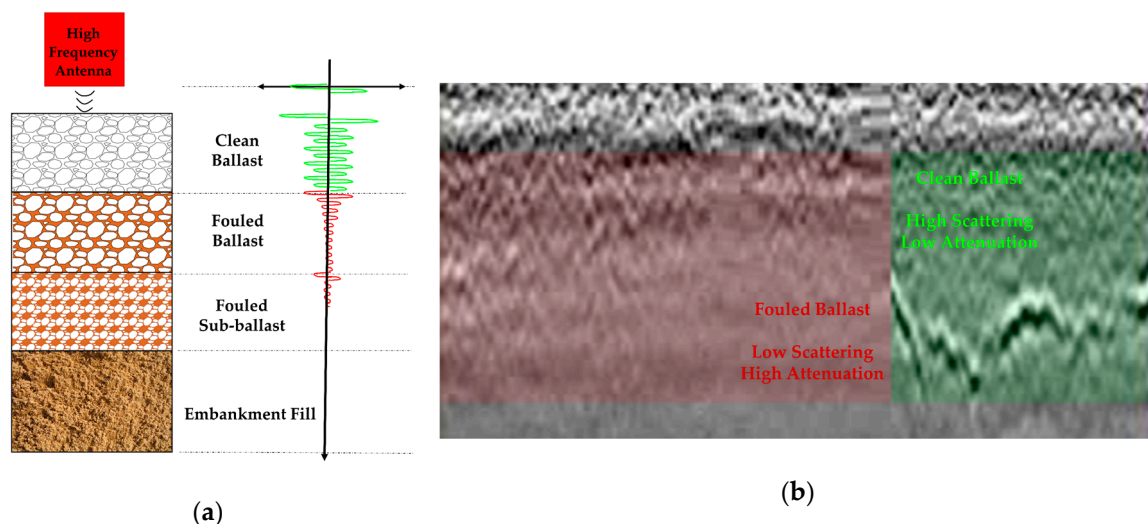 High
Frequency
Antenna
Clean
Ballast
Fouled
Ballast
Fouled
Sub-ballast
Embankment Fill
(a)
Clean Ballast
High Scattering
Low Attenuation
Fouled Ballast
Low Scattering
High Attenuation
(b)